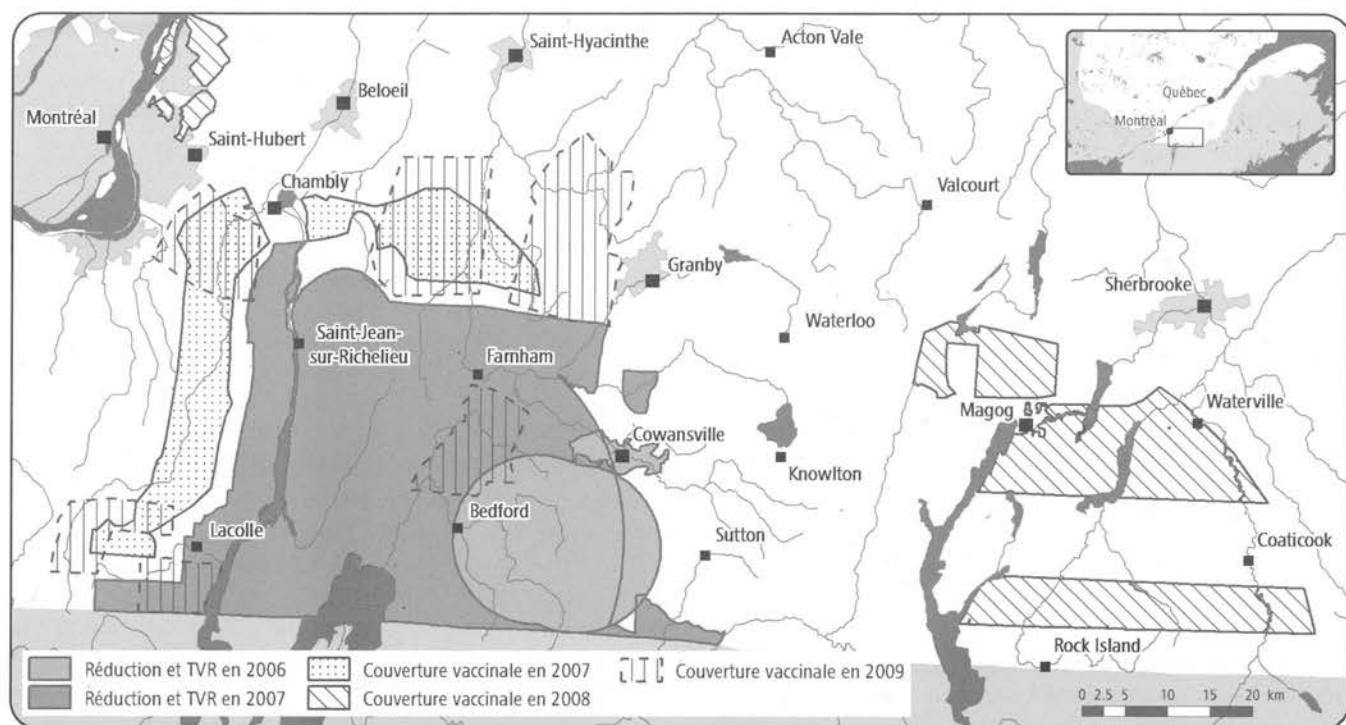 Saint-Hyacinthe
Acton Vale
Beloeil
Québec
Montréal
Montréal
Saint-Hubert
Chambly
Valcourt
Granby
Sherbrooke
Waterloo
Saint-Jean-
sur-Richelieu
Farnham
Magog
Waterville
Cowansville
Knowlton
Bedford
Lacolle
Sutton
Coaticook
Rock Island
Réduction et TVR en 2006
Couverture vaccinale en 2007
Couverture vaccinale en 2009
Réduction et TVR en 2007
Couverture vaccinale en 2008
0 2.5 5 10 15 20 km